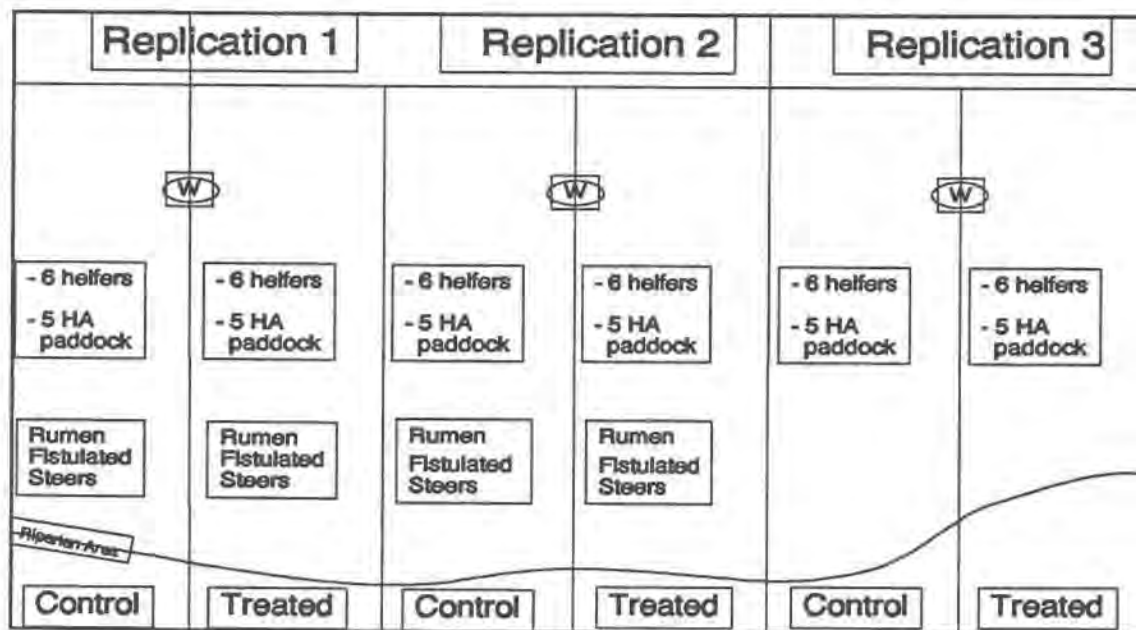 Replication 1
Replication 2
Replication 3
W
W
W
- 6 heifers
- 5 HA
paddock
- 6 heifers
- 5 HA
paddock
- 6 heifers
- 5 HA
paddock
- 6 heifers
- 5 HA
paddock
- 6 heifers
- 5 HA
paddock
- 6 heifers
- 5 HA
paddock
Rumen
Fistulated
Steers
Rumen
Fistulated
Steers
Rumen
Fistulated
Steers
Rumen
Fistulated
Steers
Riparian Area
Control
Treated
Control
Treated
Control
Treated